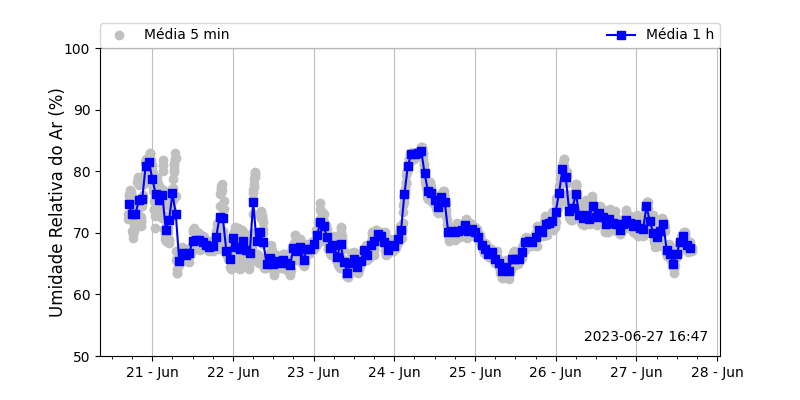 Média 5 min
Média 1 h
Umidade Relativa do Ar (%)
100
90
80
70
60
50
2023-06-27 16:47
21 - Jun
22 - Jun
23 - Jun
24 - Jun
25 - Jun
26 - Jun
27 - Jun
28 - Jun